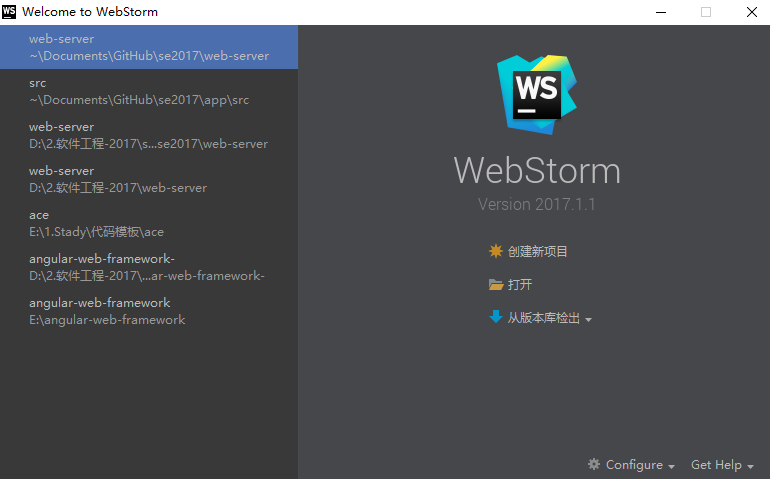 WS Welcome to WebStorm
web-server
~\Documents\GitHub\se2017\web-server
src
~\Documents\GitHub\se2017\app\src
web-server
D:\2.软件工程-2017\s...se2017\web-server
web-server
D:\2.软件工程-2017\web-server
ace
E:\1.Stady\代码模板\ace
angular-web-framework-
D:\2.软件工程-2017\...ar-web-framework-
angular-web-framework
E:\angular-web-framework
WS
WebStorm
Version 2017.1.1
创建新项目
打开
从版本库检出
Configure
Get Help